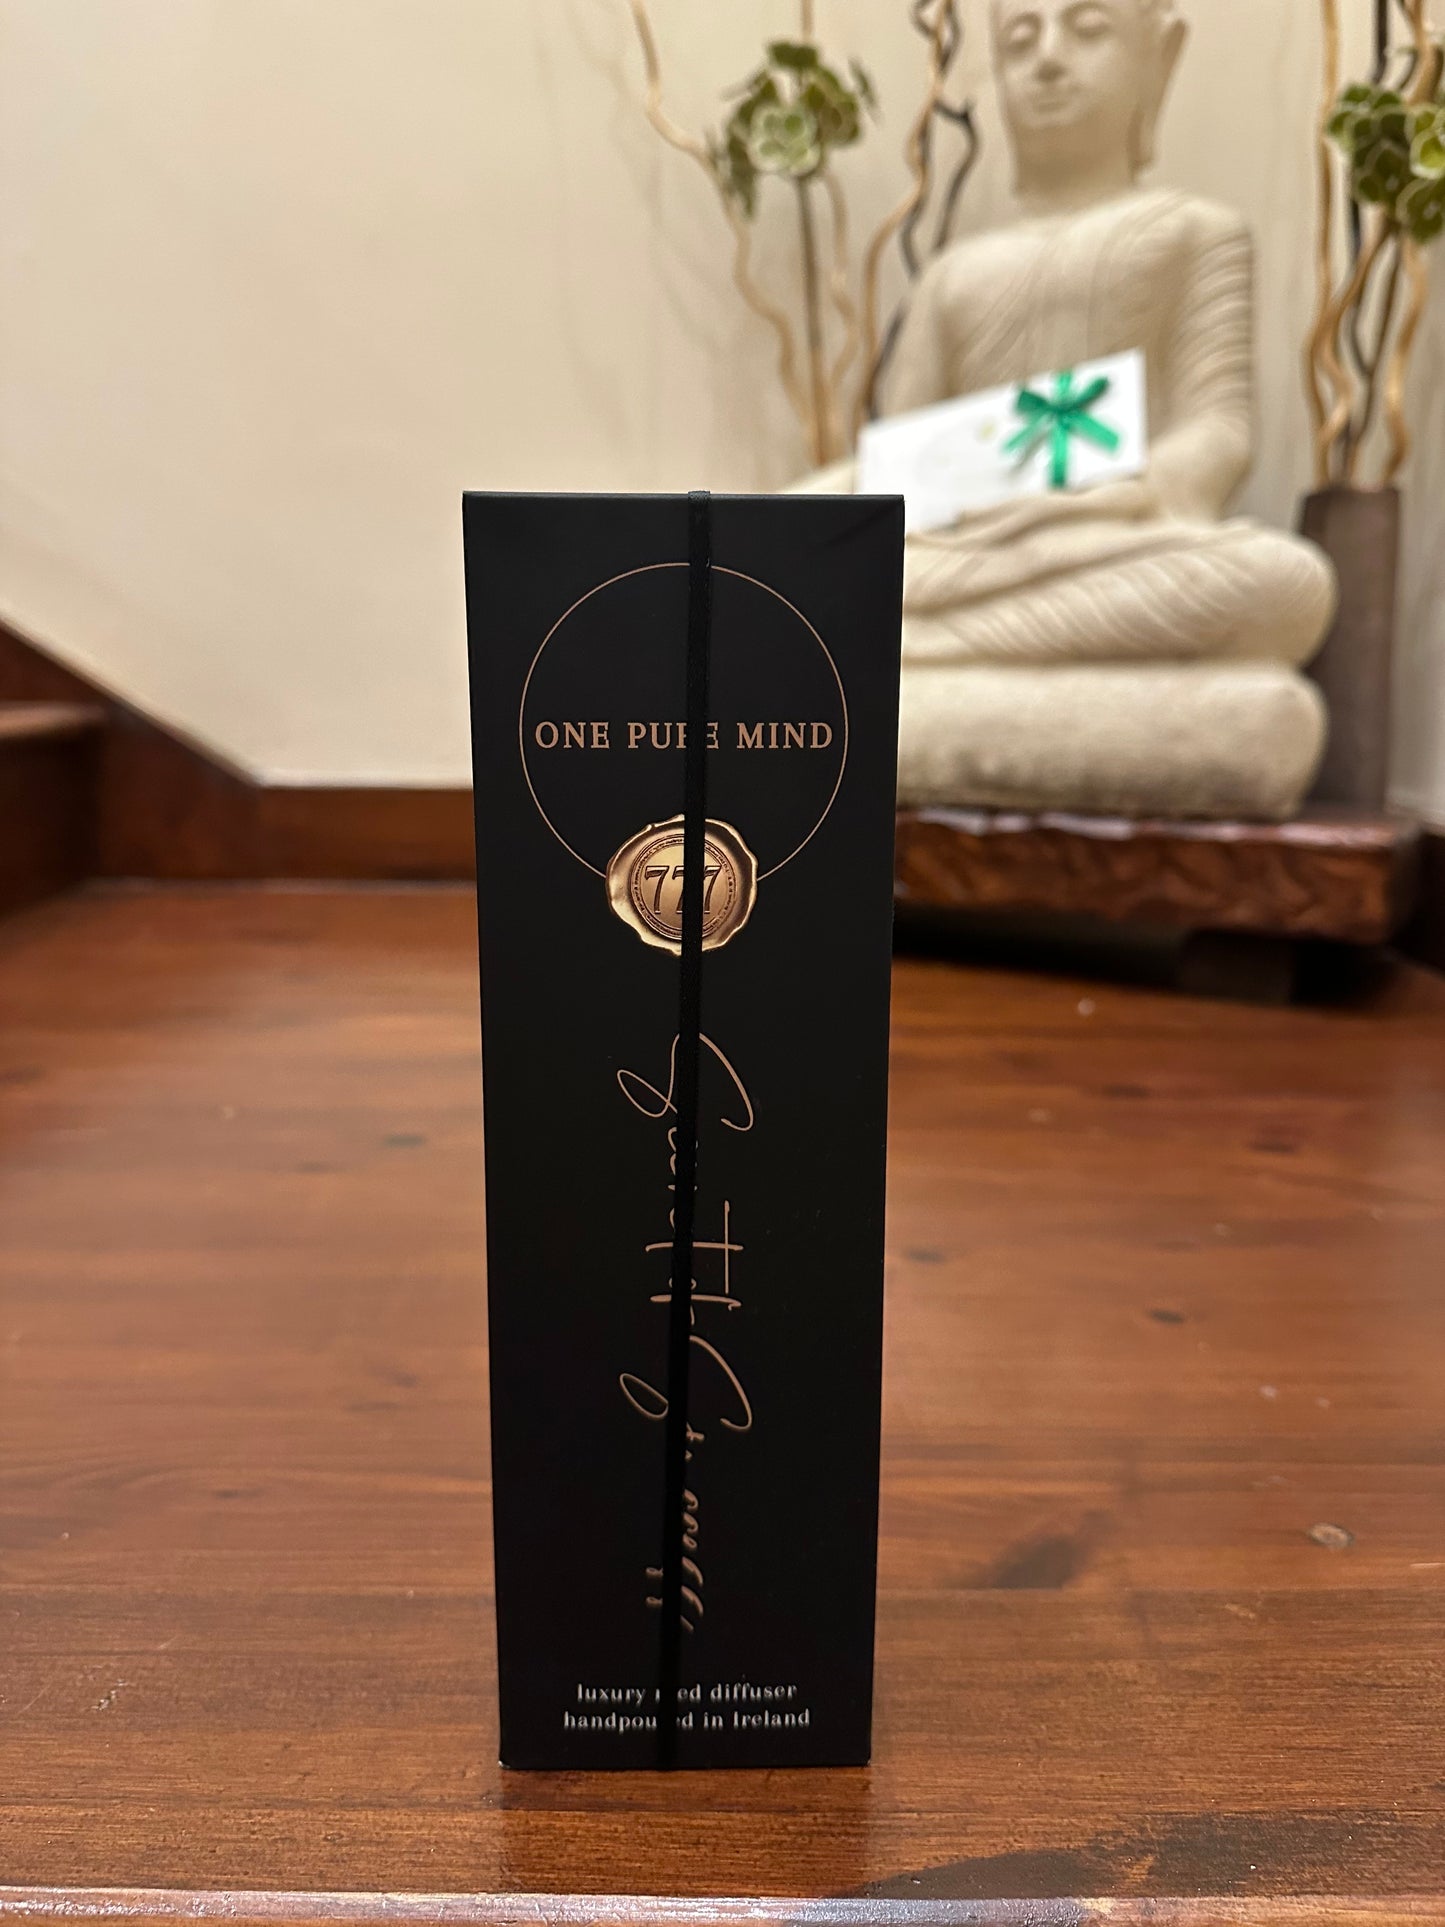 ONE PURE MIND
777
luxury reed diffuser
handpoured in Ireland